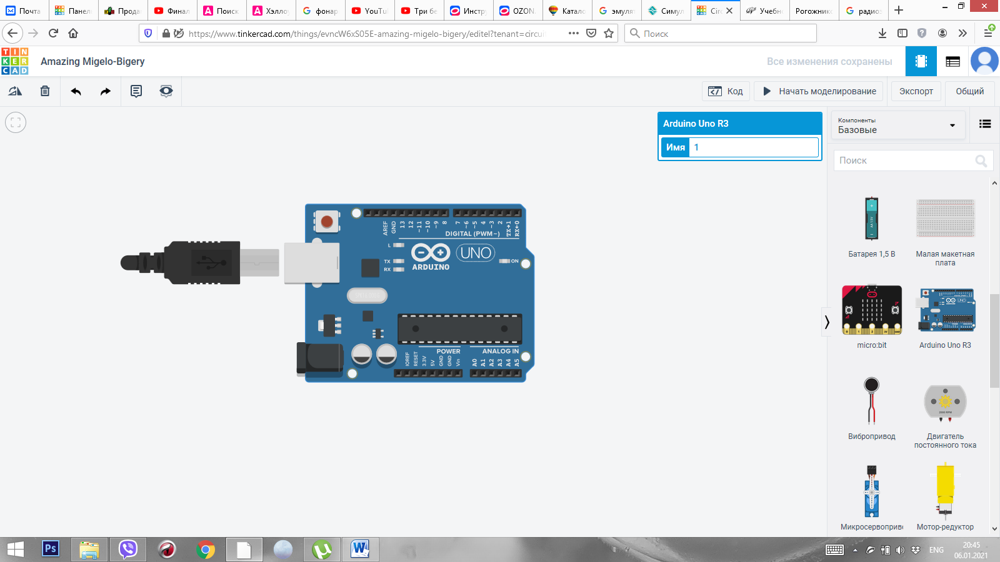 Почта
Панел
Прода
Финал
Поиск
Хэллоу
фонар
YouTu
Три бе
Инстру
OZON
Катало
эмулят
Симул
Circ
Учебн
Рогожник
радио
https://www.tinkercad.com/things/evncW6xS05E-amazing-migelo-bigery/editel?tenant=circui
Поиск
TIN
KER
CAD
Amazing Migelo-Bigery
Все изменения сохранены
Код
Начать моделирование
Экспорт
Общий
Arduino Uno R3
Имя
1
Компоненты
Базовые
Поиск
AREF
GND
13
12
~11
~10
~9
8
7
~6
~5
4
~3
2
TX→1
RX←0
DIGITAL (PWM~)
L
TX
RX
ARDUINO
UNO
ON
POWER
ANALOG IN
IOREF
RESET
3.3V
5V
GND
GND
Vin
A0
A1
A2
A3
A4
A5
Батарея 1,5 В
Малая макетная
плата
micro:bit
Arduino Uno R3
Вибропривод
Двигатель
постоянного тока
Микросервоприво
Мотор-редуктор
Ps
ENG
20:45
06.01.2021